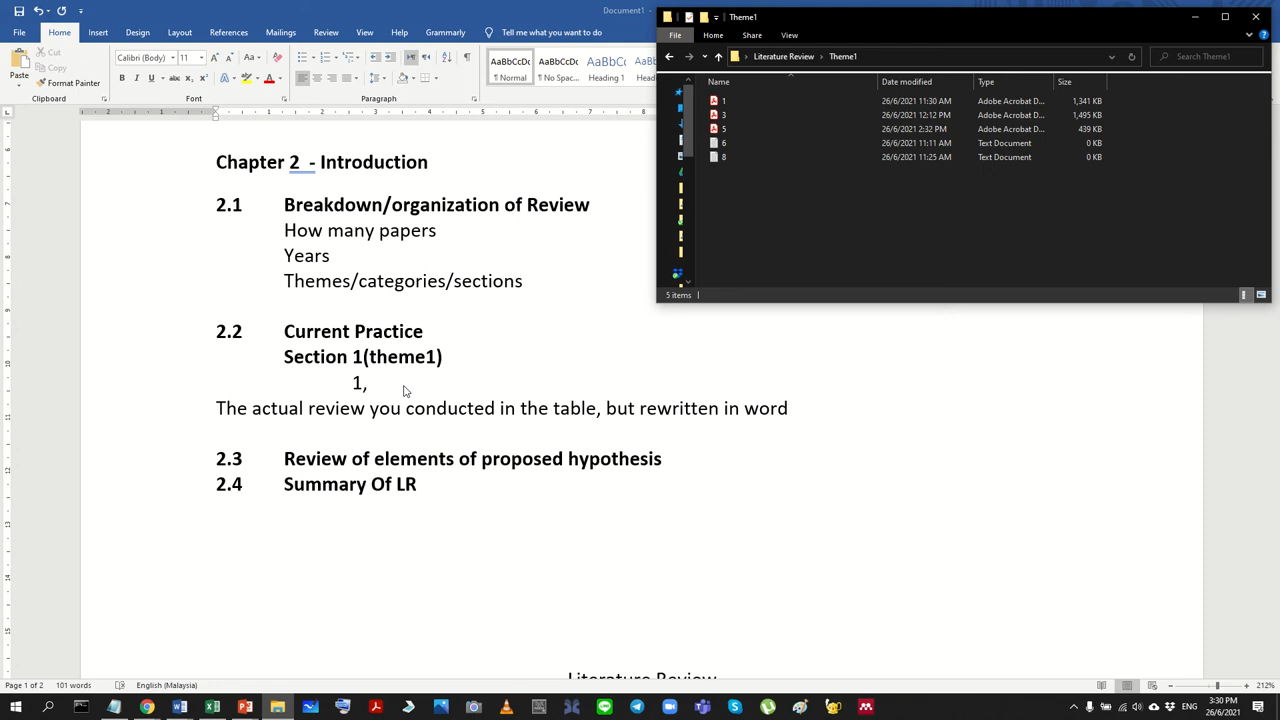 Document1
File Home Insert Design Layout References Mailings Review View Help Grammarly Tell me what you want to do
Cut
Copy
Format Painter
Paste
Clipboard
Calibri (Body) 11
Font
Paragraph
AaBbCcDc AaBbCcDc AaBbCc
¶ Normal ¶ No Spac... Heading 1
Theme1
File Home Share View
Literature Review Theme1
Search Theme1
Name Date modified Type Size
1 26/6/2021 11:30 AM Adobe Acrobat D... 1,341 KB
3 26/6/2021 12:12 PM Adobe Acrobat D... 1,495 KB
5 26/6/2021 2:32 PM Adobe Acrobat D... 439 KB
6 26/6/2021 11:11 AM Text Document 0 KB
8 26/6/2021 11:25 AM Text Document 0 KB
5 items
Chapter 2 - Introduction
2.1 Breakdown/organization of Review
How many papers
Years
Themes/categories/sections
2.2 Current Practice
Section 1(theme1)
1,
The actual review you conducted in the table, but rewritten in word
2.3 Review of elements of proposed hypothesis
2.4 Summary Of LR
Literature Review
Page 1 of 2 101 words English (Malaysia) 212%
ENG 3:30 PM
26/6/2021